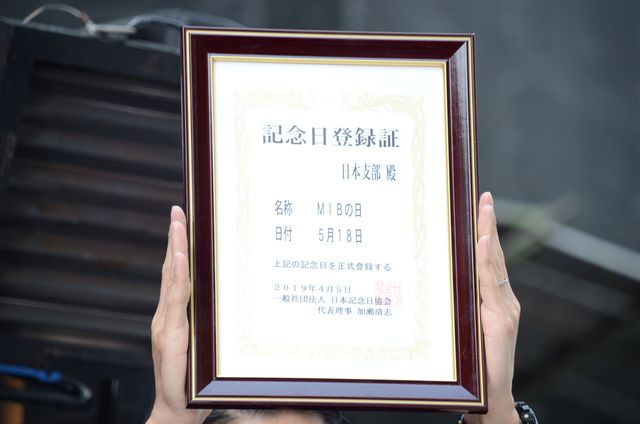 記念日登録証
日本支部 殿
名称 MIBの日
日付 5月18日
上記の記念日を正式登録する
2019年4月5日
一般社団法人 日本記念日協会
代表理事 加瀬清志